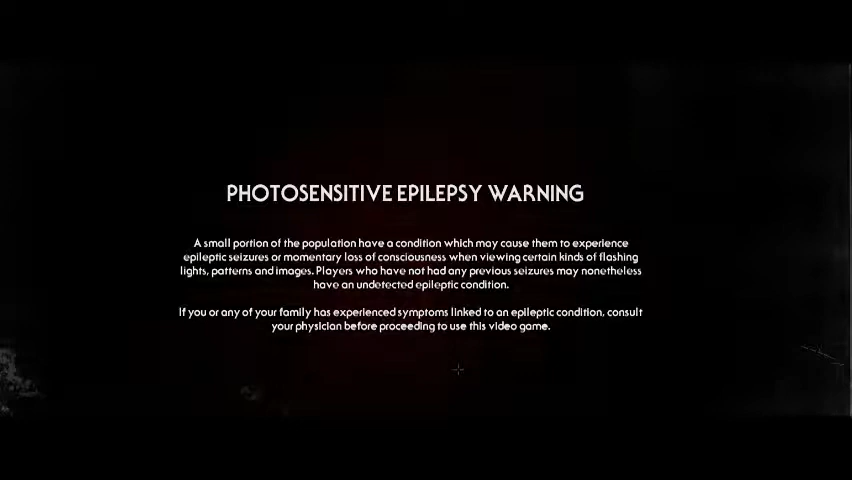 PHOTOSENSITIVE EPILEPSY WARNING
A small portion of the population have a condition which may cause them to experience
epileptic seizures or momentary loss of consciousness when viewing certain kinds of flashing
lights, patterns and images. Players who have not had any previous seizures may nonetheless
have an undetected epileptic condition.
If you or any of your family has experienced symptoms linked to an epileptic condition, consult
your physician before proceeding to use this video game.